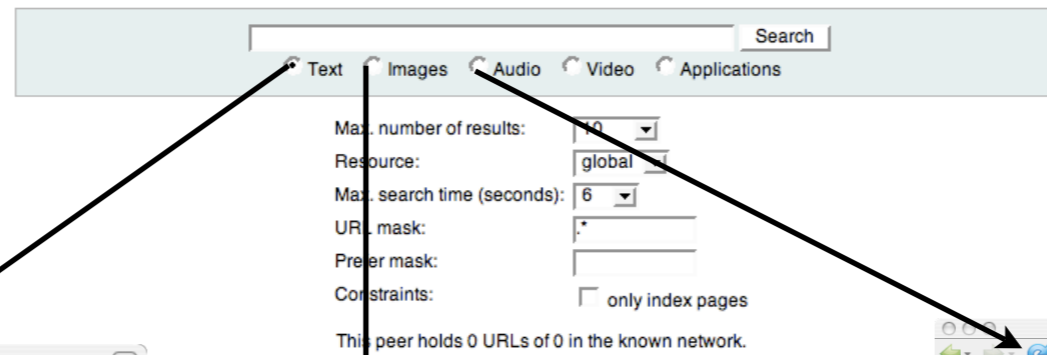 Search
Text Images Audio Video Applications
Max. number of results: 10
Resource: global
Max. search time (seconds): 6
URL mask: .*
Prefer mask:
Constraints: only index pages
This peer holds 0 URLs of 0 in the known network.